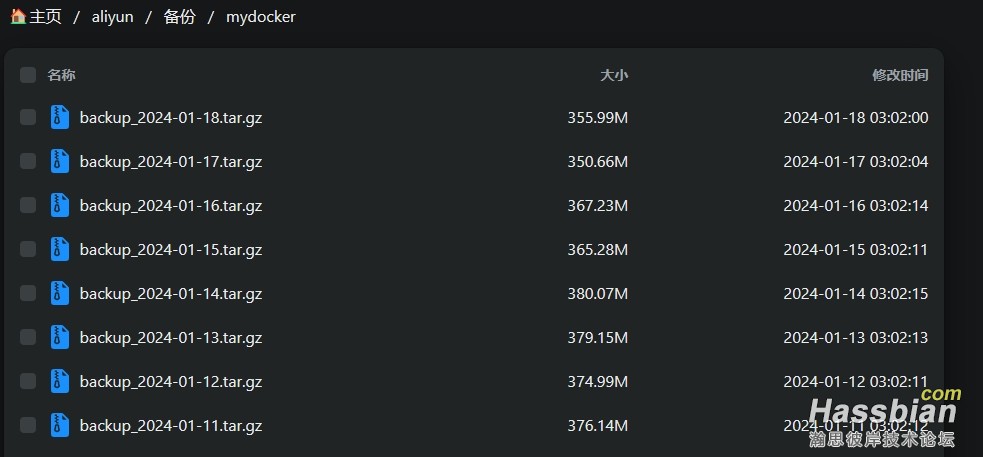 主页 / aliyun / 备份 / mydocker
名称 大小 修改时间
backup_2024-01-18.tar.gz 355.99M 2024-01-18 03:02:00
backup_2024-01-17.tar.gz 350.66M 2024-01-17 03:02:04
backup_2024-01-16.tar.gz 367.23M 2024-01-16 03:02:14
backup_2024-01-15.tar.gz 365.28M 2024-01-15 03:02:11
backup_2024-01-14.tar.gz 380.07M 2024-01-14 03:02:15
backup_2024-01-13.tar.gz 379.15M 2024-01-13 03:02:13
backup_2024-01-12.tar.gz 374.99M 2024-01-12 03:02:11
backup_2024-01-11.tar.gz 376.14M 2024-01-11 03:02:12
Hassbian com
瀚思彼岸技术论坛